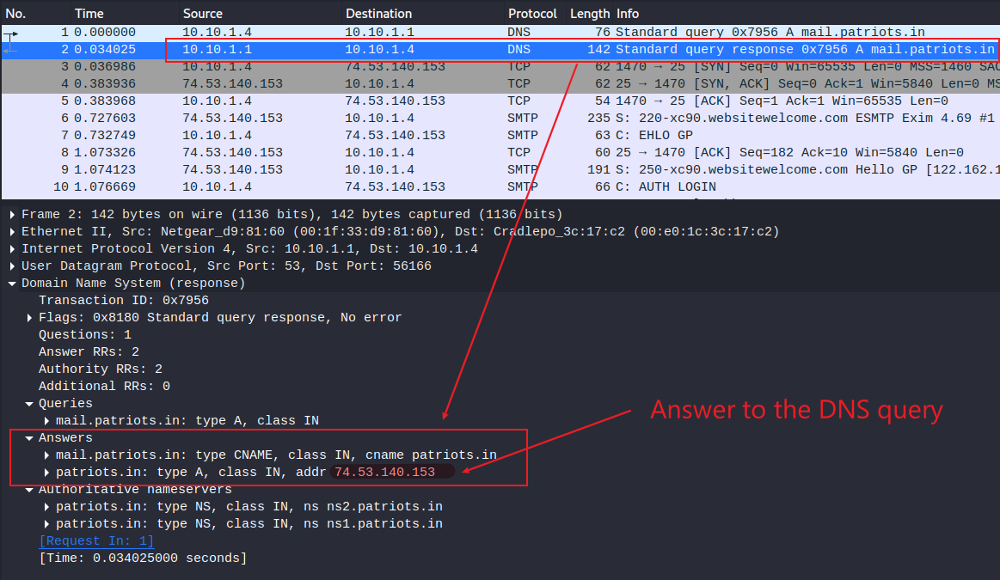 No. Time Source Destination Protocol Length Info
1 0.000000 10.10.1.4 10.10.1.1 DNS 76 Standard query 0x7956 A mail.patriots.in
2 0.034025 10.10.1.1 10.10.1.4 DNS 142 Standard query response 0x7956 A mail.patriots.in
3 0.036986 10.10.1.4 74.53.140.153 TCP 62 1470 → 25 [SYN] Seq=0 Win=65535 Len=0 MSS=1460 SAC
4 0.383936 74.53.140.153 10.10.1.4 TCP 62 25 → 1470 [SYN, ACK] Seq=0 Ack=1 Win=5840 Len=0 MS
5 0.383968 10.10.1.4 74.53.140.153 TCP 54 1470 → 25 [ACK] Seq=1 Ack=1 Win=65535 Len=0
6 0.727603 74.53.140.153 10.10.1.4 SMTP 235 S: 220-xc90.websitewelcome.com ESMTP Exim 4.69 #1
7 0.732749 10.10.1.4 74.53.140.153 SMTP 63 C: EHLO GP
8 1.073326 74.53.140.153 10.10.1.4 TCP 60 25 → 1470 [ACK] Seq=182 Ack=10 Win=5840 Len=0
9 1.074123 74.53.140.153 10.10.1.4 SMTP 191 S: 250-xc90.websitewelcome.com Hello GP [122.162.1
10 1.076669 10.10.1.4 74.53.140.153 SMTP 66 C: AUTH LOGIN
Frame 2: 142 bytes on wire (1136 bits), 142 bytes captured (1136 bits)
Ethernet II, Src: Netgear_d9:81:60 (00:1f:33:d9:81:60), Dst: Cradlepo_3c:17:c2 (00:e0:1c:3c:17:c2)
Internet Protocol Version 4, Src: 10.10.1.1, Dst: 10.10.1.4
User Datagram Protocol, Src Port: 53, Dst Port: 56166
Domain Name System (response)
Transaction ID: 0x7956
Flags: 0x8180 Standard query response, No error
Questions: 1
Answer RRs: 2
Authority RRs: 2
Additional RRs: 0
Queries
mail.patriots.in: type A, class IN
Answer to the DNS query
Answers
mail.patriots.in: type CNAME, class IN, cname patriots.in
patriots.in: type A, class IN, addr 74.53.140.153
Authoritative nameservers
patriots.in: type NS, class IN, ns ns2.patriots.in
patriots.in: type NS, class IN, ns ns1.patriots.in
[Request In: 1]
[Time: 0.034025000 seconds]